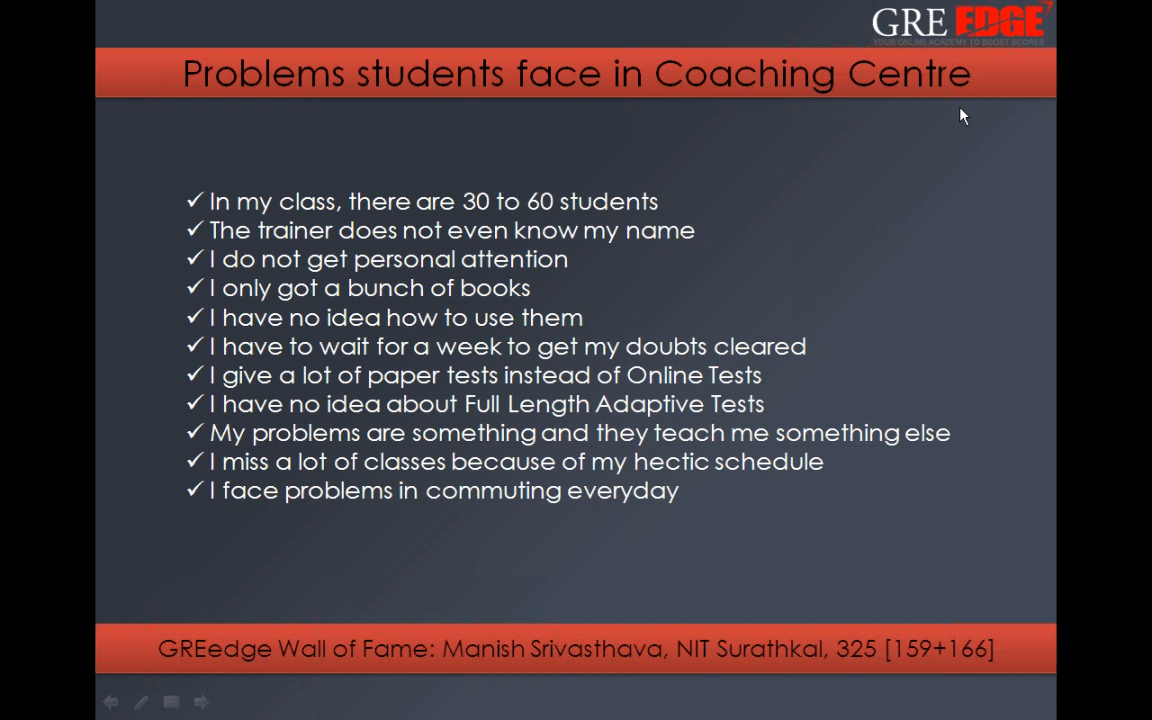 GRE EDGE
YOUR ONLINE ACADEMY TO BOOST SCORES
Problems students face in Coaching Centre
✓ In my class, there are 30 to 60 students
✓ The trainer does not even know my name
✓ I do not get personal attention
✓ I only got a bunch of books
✓ I have no idea how to use them
✓ I have to wait for a week to get my doubts cleared
✓ I give a lot of paper tests instead of Online Tests
✓ I have no idea about Full Length Adaptive Tests
✓ My problems are something and they teach me something else
✓ I miss a lot of classes because of my hectic schedule
✓ I face problems in commuting everyday
GREedge Wall of Fame: Manish Srivasthava, NIT Surathkal, 325 [159+166]